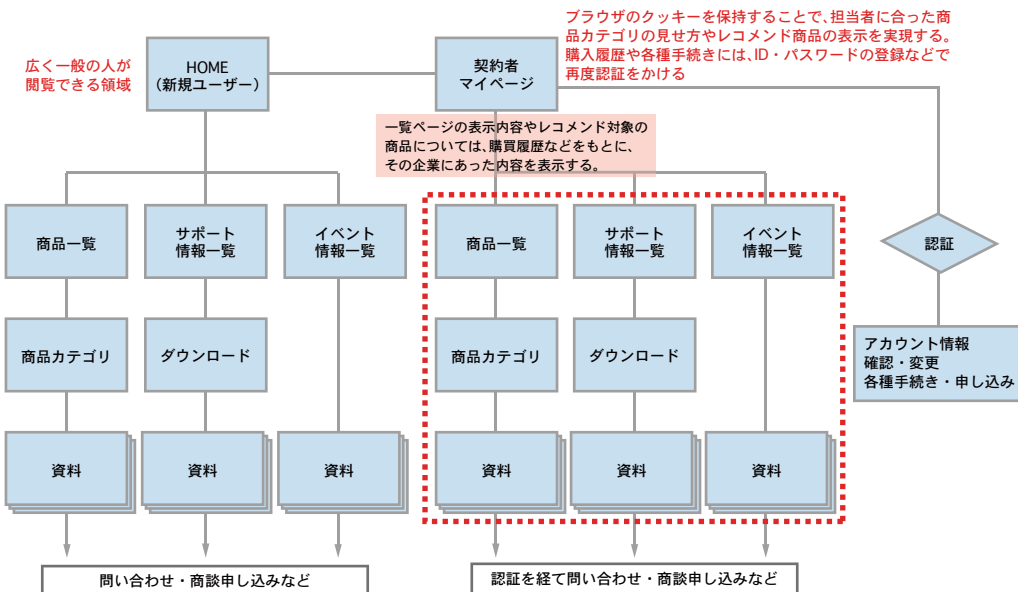 ブラウザのクッキーを保持することで、担当者に合った商
品カテゴリの見せ方やレコメンド商品の表示を実現する。
購入履歴や各種手続きには、ID・パスワードの登録などで
再度認証をかける
広く一般の人が
閲覧できる領域
HOME
（新規ユーザー）
契約者
マイページ
一覧ページの表示内容やレコメンド対象の
商品については、購買履歴などをもとに、
その企業にあった内容を表示する。
商品一覧
サポート
情報一覧
イベント
情報一覧
商品一覧
サポート
情報一覧
イベント
情報一覧
認証
商品カテゴリ
ダウンロード
商品カテゴリ
ダウンロード
アカウント情報
確認・変更
各種手続き・申し込み
資料
資料
資料
資料
資料
資料
問い合わせ・商談申し込みなど
認証を経て問い合わせ・商談申し込みなど